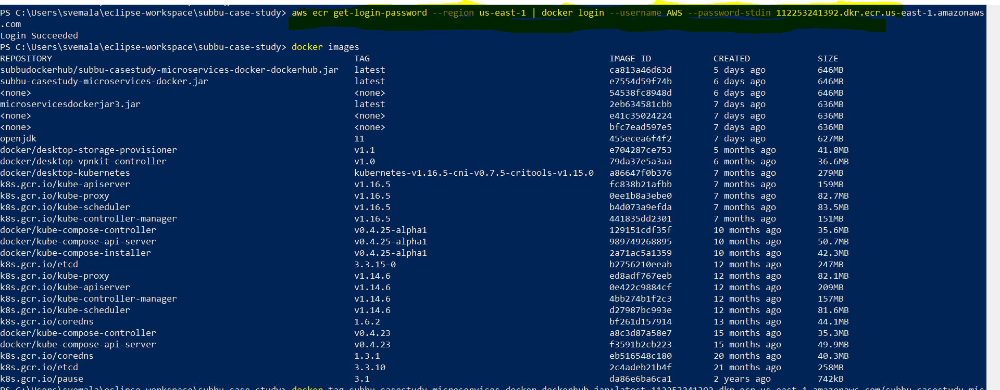 PS C:\Users\svemala\eclipse-workspace\subbu-case-study> aws ecr get-login-password --region us-east-1 | docker login --username AWS --password-stdin 112253241392.dkr.ecr.us-east-1.amazonaws
.com
Login Succeeded
PS C:\Users\svemala\eclipse-workspace\subbu-case-study> docker images
REPOSITORY TAG IMAGE ID CREATED SIZE
subbudockerhub/subbu-casestudy-microservices-docker-dockerhub.jar latest ca813a46d63d 5 days ago 646MB
subbu-casestudy-microservices-docker.jar latest e7554d59f74b 6 days ago 646MB
<none> <none> 54538fc8948d 6 days ago 646MB
microservicesdockerjar3.jar latest 2eb634581cbb 7 days ago 636MB
<none> <none> e41c35024224 7 days ago 636MB
<none> <none> bfc7ead597e5 7 days ago 636MB
openjdk 11 455ecea6f4f2 7 days ago 627MB
docker/desktop-storage-provisioner v1.1 e704287ce753 5 months ago 41.8MB
docker/desktop-vpnkit-controller v1.0 79da37e5a3aa 6 months ago 36.6MB
docker/desktop-kubernetes kubernetes-v1.16.5-cni-v0.7.5-critools-v1.15.0 a86647f0b376 7 months ago 279MB
k8s.gcr.io/kube-apiserver v1.16.5 fc838b21afbb 7 months ago 159MB
k8s.gcr.io/kube-proxy v1.16.5 0ee1b8a3ebe0 7 months ago 82.7MB
k8s.gcr.io/kube-scheduler v1.16.5 b4d073a9efda 7 months ago 83.5MB
k8s.gcr.io/kube-controller-manager v1.16.5 441835dd2301 7 months ago 151MB
docker/kube-compose-controller v0.4.25-alpha1 129151cdf35f 10 months ago 35.6MB
docker/kube-compose-api-server v0.4.25-alpha1 989749268895 10 months ago 50.7MB
docker/kube-compose-installer v0.4.25-alpha1 2a71ac5a1359 10 months ago 42.3MB
k8s.gcr.io/etcd 3.3.15-0 b2756210eeab 12 months ago 247MB
k8s.gcr.io/kube-proxy v1.14.6 ed8adf767eeb 12 months ago 82.1MB
k8s.gcr.io/kube-apiserver v1.14.6 0e422c9884cf 12 months ago 209MB
k8s.gcr.io/kube-controller-manager v1.14.6 4bb274b1f2c3 12 months ago 157MB
k8s.gcr.io/kube-scheduler v1.14.6 d27987bc993e 12 months ago 81.6MB
k8s.gcr.io/coredns 1.6.2 bf261d157914 13 months ago 44.1MB
docker/kube-compose-controller v0.4.23 a8c3d87a58e7 15 months ago 35.3MB
docker/kube-compose-api-server v0.4.23 f3591b2cb223 15 months ago 49.9MB
k8s.gcr.io/coredns 1.3.1 eb516548c180 20 months ago 40.3MB
k8s.gcr.io/etcd 3.3.10 2c4adeb21b4f 21 months ago 258MB
k8s.gcr.io/pause 3.1 da86e6ba6ca1 2 years ago 742kB
PS C:\Users\svemala\eclipse-workspace\subbu-case-study> docker tag subbu-casestudy-microservices-docker-dockerhub.jar:latest 112253241392.dkr.ecr.us-east-1.amazonaws.com/subbu-casestudy-mic